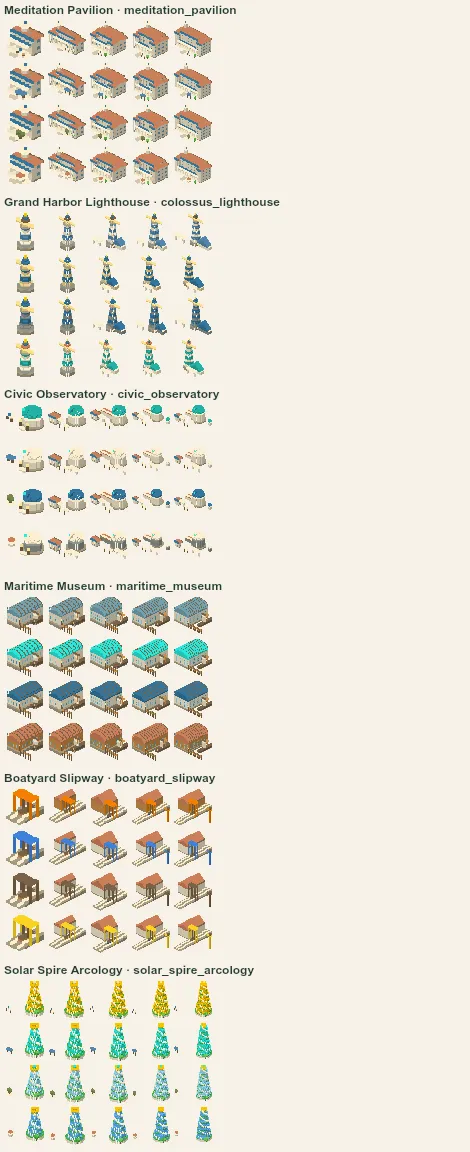 Meditation Pavilion · meditation_pavilion
Grand Harbor Lighthouse · colossus_lighthouse
Civic Observatory · civic_observatory
Maritime Museum · maritime_museum
Boatyard Slipway · boatyard_slipway
Solar Spire Arcology · solar_spire_arcology